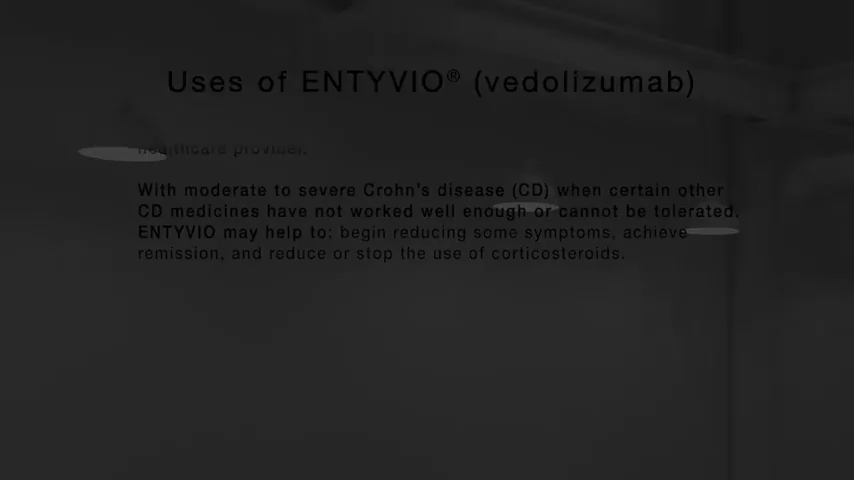 Uses of ENTYVIO® (vedolizumab)
healthcare provider.
With moderate to severe Crohn's disease (CD) when certain other
CD medicines have not worked well enough or cannot be tolerated.
ENTYVIO may help to: begin reducing some symptoms, achieve
remission, and reduce or stop the use of corticosteroids.